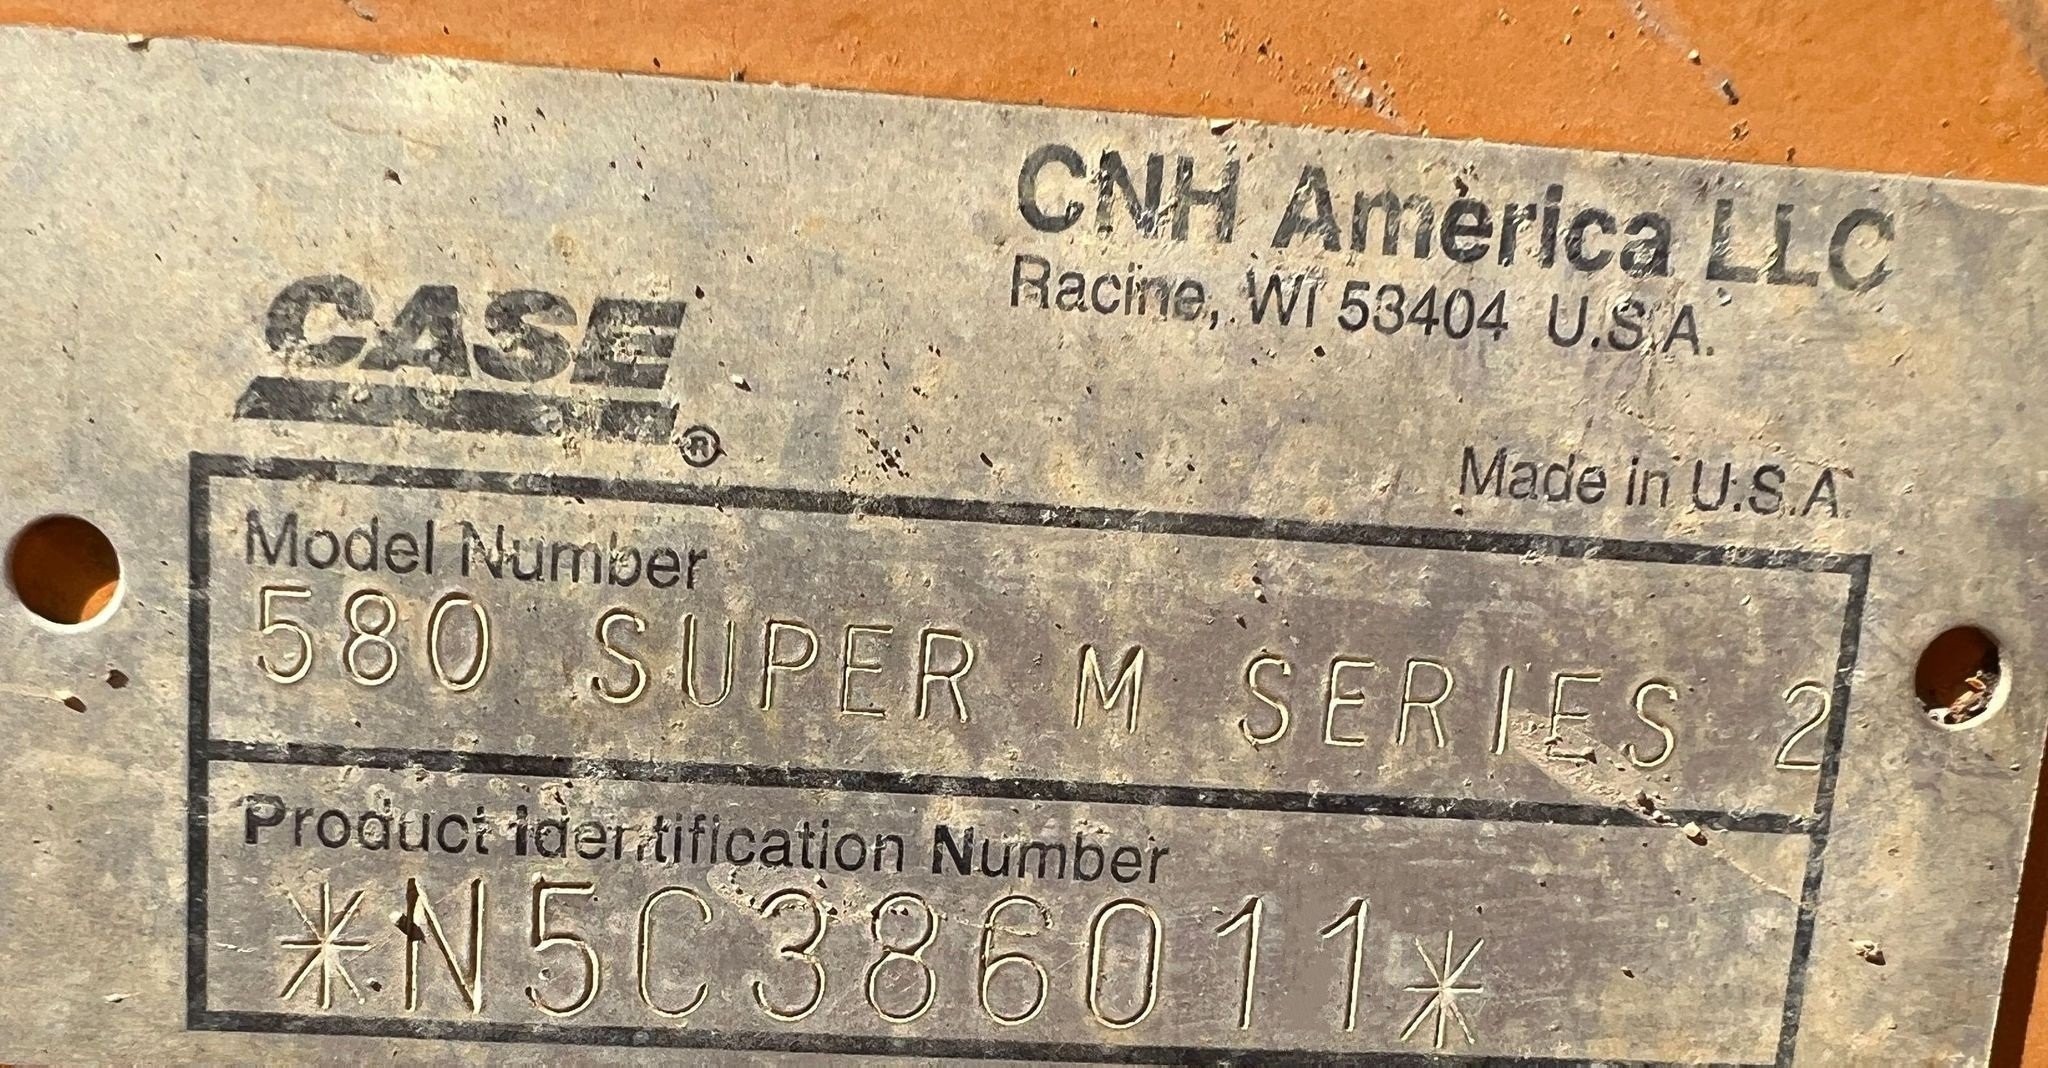 CNH America LLC
Racine, WI 53404 U.S.A.
CASE®
Made in U.S.A.
Model Number
580 SUPER M SERIES 2
Product Identification Number
*N5C386011*